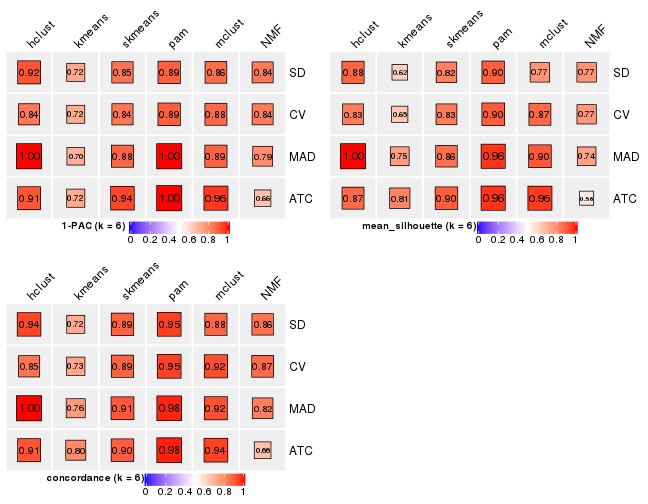 hclust kmeans skmeans pam mclust NMF
0.92 0.72 0.85 0.89 0.86 0.84 SD
0.84 0.72 0.84 0.89 0.88 0.84 CV
1.00 0.70 0.88 1.00 0.89 0.79 MAD
0.91 0.72 0.94 1.00 0.96 0.66 ATC
1-PAC (k = 6)
0 0.2 0.4 0.6 0.8 1
hclust kmeans skmeans pam mclust NMF
0.88 0.62 0.82 0.90 0.77 0.77 SD
0.83 0.65 0.83 0.90 0.87 0.77 CV
1.00 0.75 0.86 0.96 0.90 0.74 MAD
0.87 0.81 0.90 0.96 0.96 0.56 ATC
mean_silhouette (k = 6)
0 0.2 0.4 0.6 0.8 1
hclust kmeans skmeans pam mclust NMF
0.94 0.72 0.89 0.95 0.88 0.86 SD
0.85 0.73 0.89 0.95 0.92 0.87 CV
1.00 0.76 0.91 0.98 0.92 0.82 MAD
0.91 0.80 0.90 0.98 0.94 0.66 ATC
concordance (k = 6)
0 0.2 0.4 0.6 0.8 1